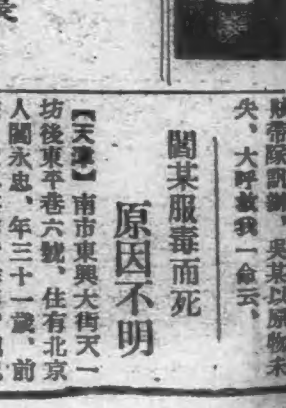 失、大呼救我一命云、
閻某服毒而死
原因不明
【天津】南市東興大街天一
坊後東平巷六號、住有北京
人閻永忠、年三十一歲、前